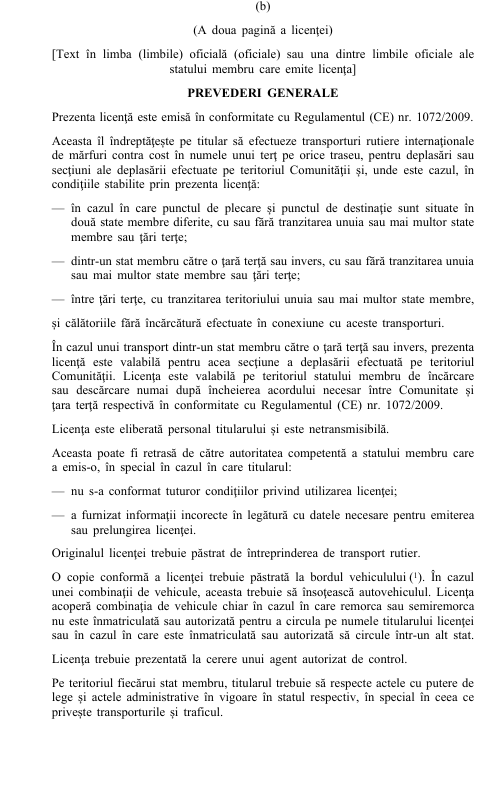 (b)
(A doua pagină a licenței)
[Text în limba (limbile) oficială (oficiale) sau una dintre limbile oficiale ale
statului membru care emite licența]
PREVEDERI GENERALE
Prezenta licență este emisă în conformitate cu Regulamentul (CE) nr. 1072/2009.
Aceasta îl îndreptățește pe titular să efectueze transporturi rutiere internaționale
de mărfuri contra cost în numele unui terț pe orice traseu, pentru deplasări sau
secțiuni ale deplasării efectuate pe teritoriul Comunității și, unde este cazul, în
condițiile stabilite prin prezenta licență:
— în cazul în care punctul de plecare și punctul de destinație sunt situate în
două state membre diferite, cu sau fără tranzitarea unuia sau mai multor state
membre sau țări terțe;
— dintr-un stat membru către o țară terță sau invers, cu sau fără tranzitarea unuia
sau mai multor state membre sau țări terțe;
— între țări terțe, cu tranzitarea teritoriului unuia sau mai multor state membre,
și călătoriile fără încărcătură efectuate în conexiune cu aceste transporturi.
În cazul unui transport dintr-un stat membru către o țară terță sau invers, prezenta
licență este valabilă pentru acea secțiune a deplasării efectuată pe teritoriul
Comunității. Licența este valabilă pe teritoriul statului membru de încărcare
sau descărcare numai după încheierea acordului necesar între Comunitate și
țara terță respectivă în conformitate cu Regulamentul (CE) nr. 1072/2009.
Licența este eliberată personal titularului și este netransmisibilă.
Aceasta poate fi retrasă de către autoritatea competentă a statului membru care
a emis-o, în special în cazul în care titularul:
— nu s-a conformat tuturor condițiilor privind utilizarea licenței;
— a furnizat informații incorecte în legătură cu datele necesare pentru emiterea
sau prelungirea licenței.
Originalul licenței trebuie păstrat de întreprinderea de transport rutier.
O copie conformă a licenței trebuie păstrată la bordul vehiculului (¹). În cazul
unei combinații de vehicule, aceasta trebuie să însoțească autovehiculul. Licența
acoperă combinația de vehicule chiar în cazul în care remorca sau semiremorca
nu este înmatriculată sau autorizată pentru a circula pe numele titularului licenței
sau în cazul în care este înmatriculată sau autorizată să circule într-un alt stat.
Licența trebuie prezentată la cerere unui agent autorizat de control.
Pe teritoriul fiecărui stat membru, titularul trebuie să respecte actele cu putere de
lege și actele administrative în vigoare în statul respectiv, în special în ceea ce
privește transporturile și traficul.